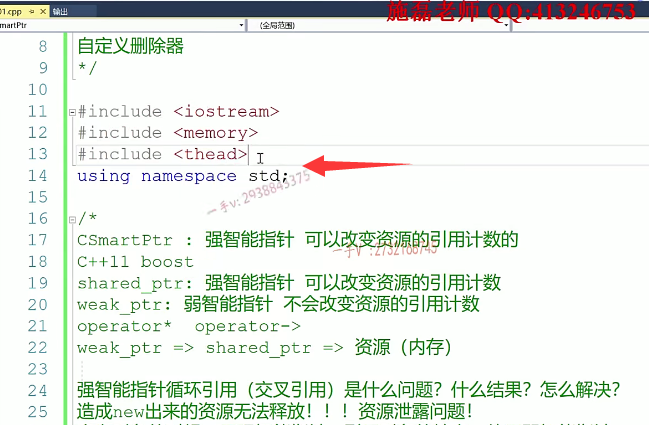 01.cpp 输出
施磊老师 QQ:413246753
SmartPtr (全局范围)
8 自定义删除器
9 */
10
11 #include <iostream>
12 #include <memory>
13 #include <thead>
14 using namespace std;
一手v:2938843375
15
16 /*
17 CSmartPtr : 强智能指针 可以改变资源的引用计数的
18 C++11 boost
19 shared_ptr: 强智能指针 可以改变资源的引用计数
20 weak_ptr: 弱智能指针 不会改变资源的引用计数
21 operator* operator->
22 weak_ptr => shared_ptr => 资源（内存）
23
24 强智能指针循环引用（交叉引用）是什么问题？什么结果？怎么解决？
25 造成new出来的资源无法释放！！！资源泄露问题！